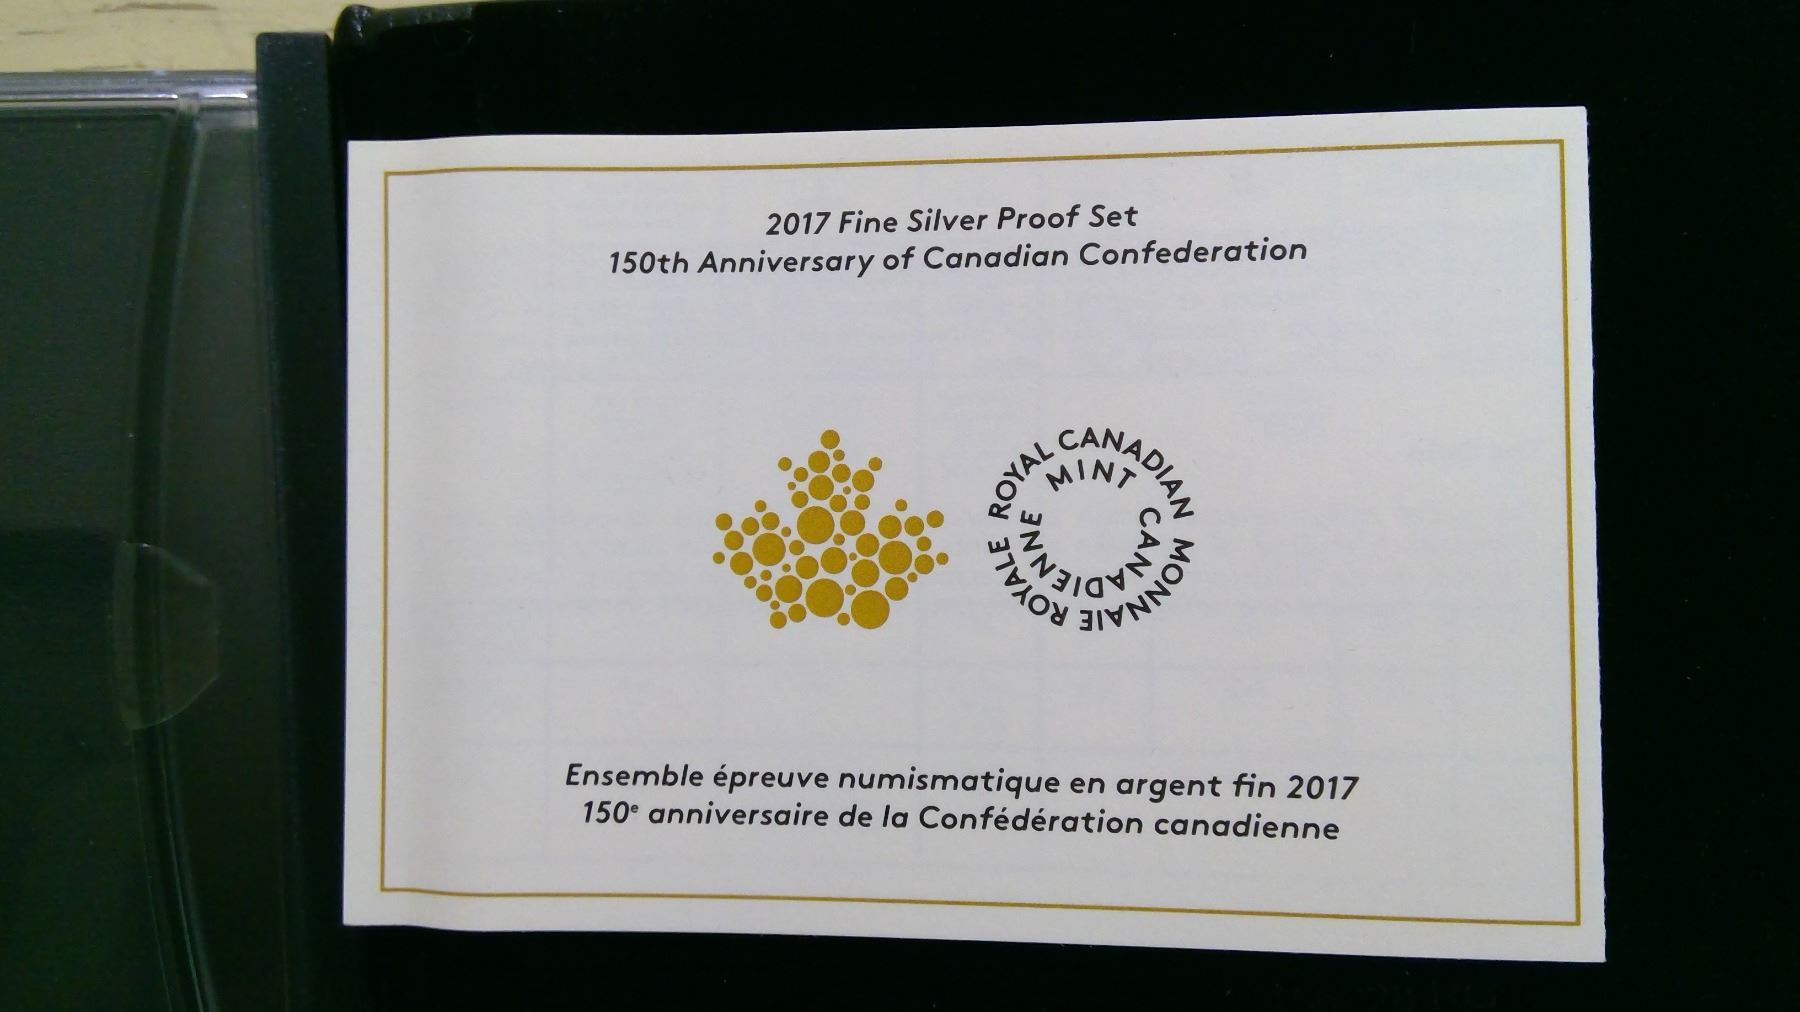 2017 Fine Silver Proof Set
150th Anniversary of Canadian Confederation
ROYAL CANADIAN
MINT
MONNAIE ROYALE
CANADIENNE
Ensemble épreuve numismatique en argent fin 2017
150e anniversaire de la Confédération canadienne